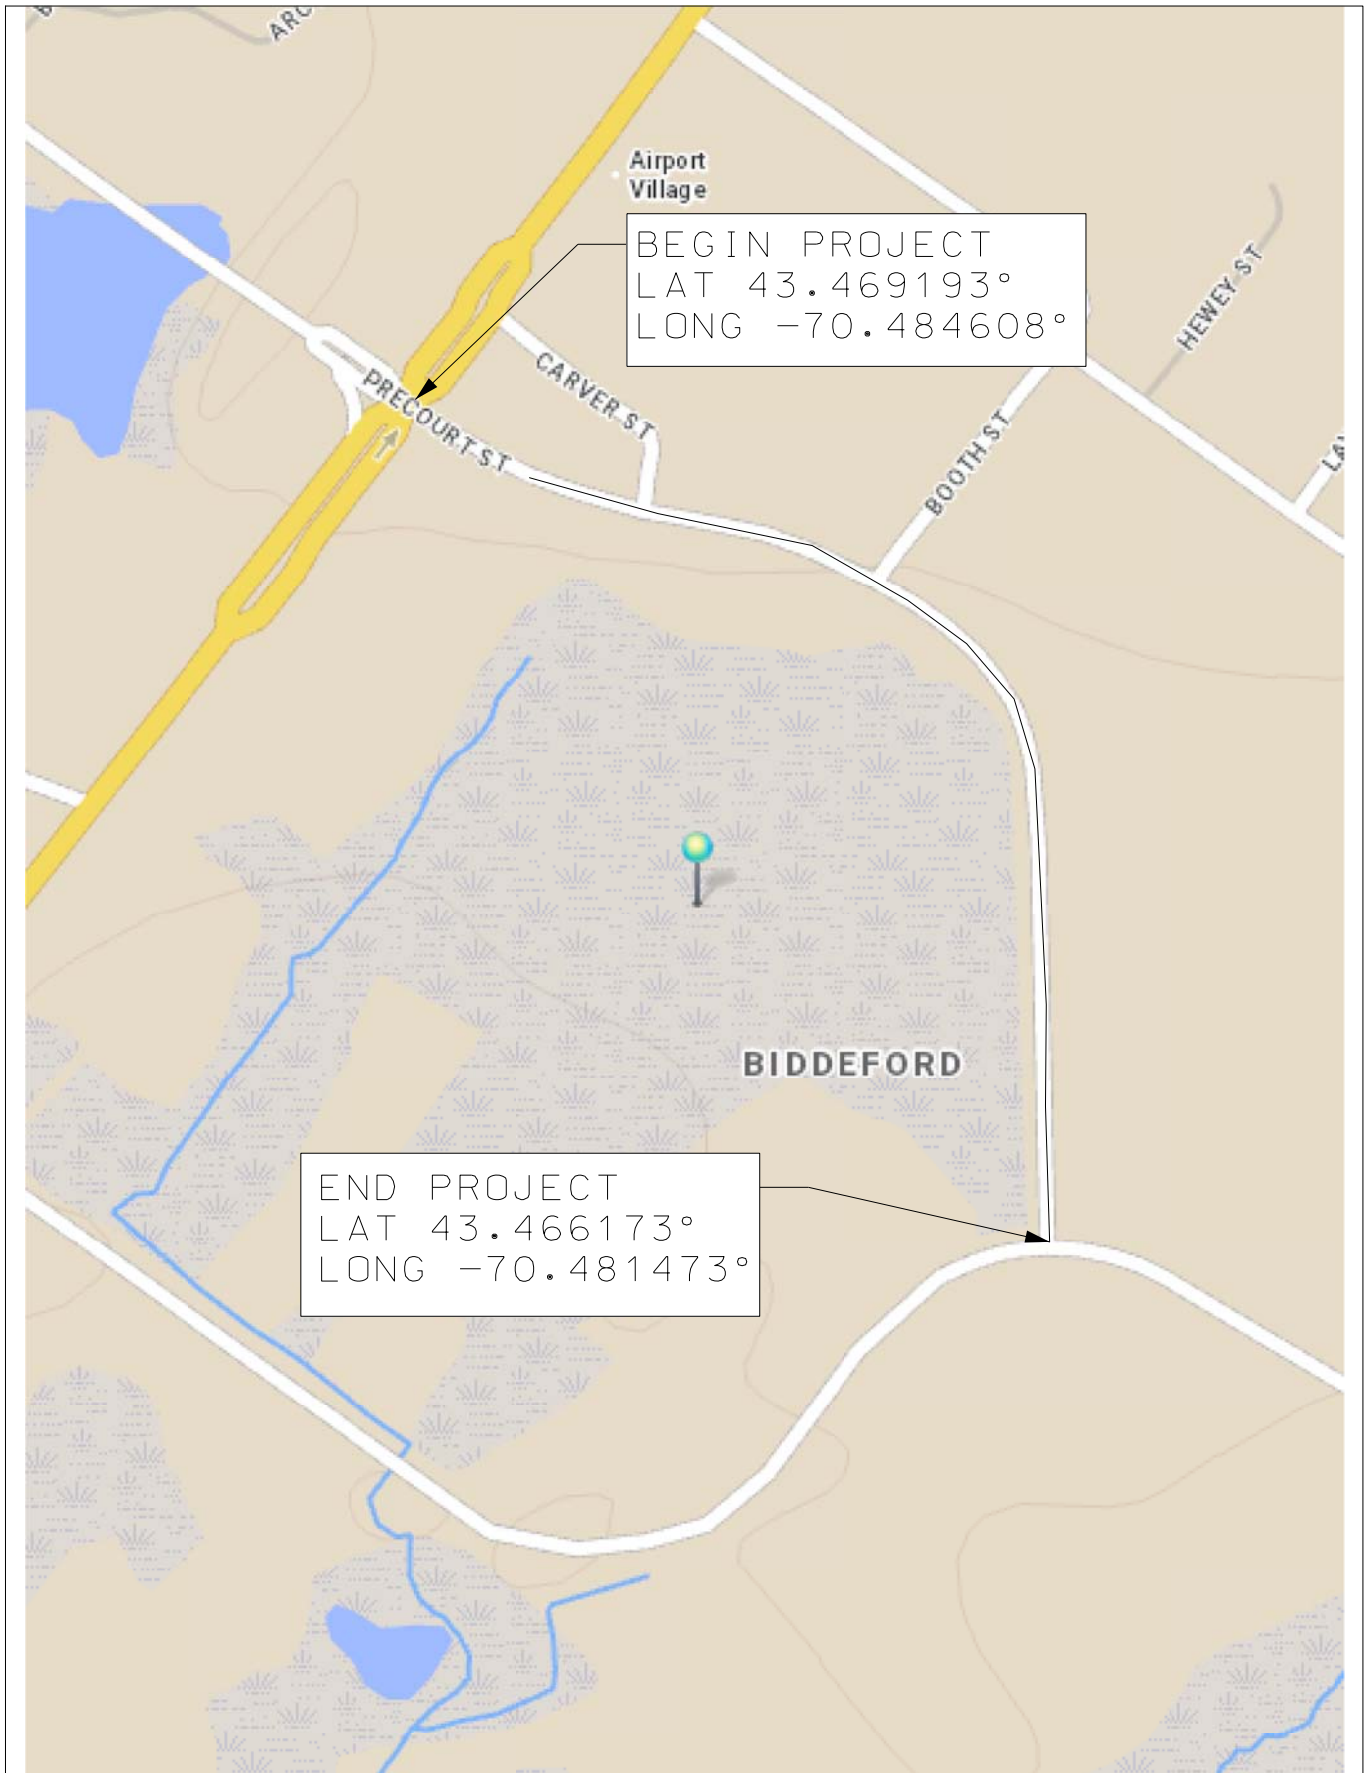 Airport
Village
BEGIN PROJECT
LAT 43.469193°
LONG -70.484608°
HEWEY ST
CARVER ST
PRECOURT ST
BOOTH ST
BIDDEFORD
END PROJECT
LAT 43.466173°
LONG -70.481473°